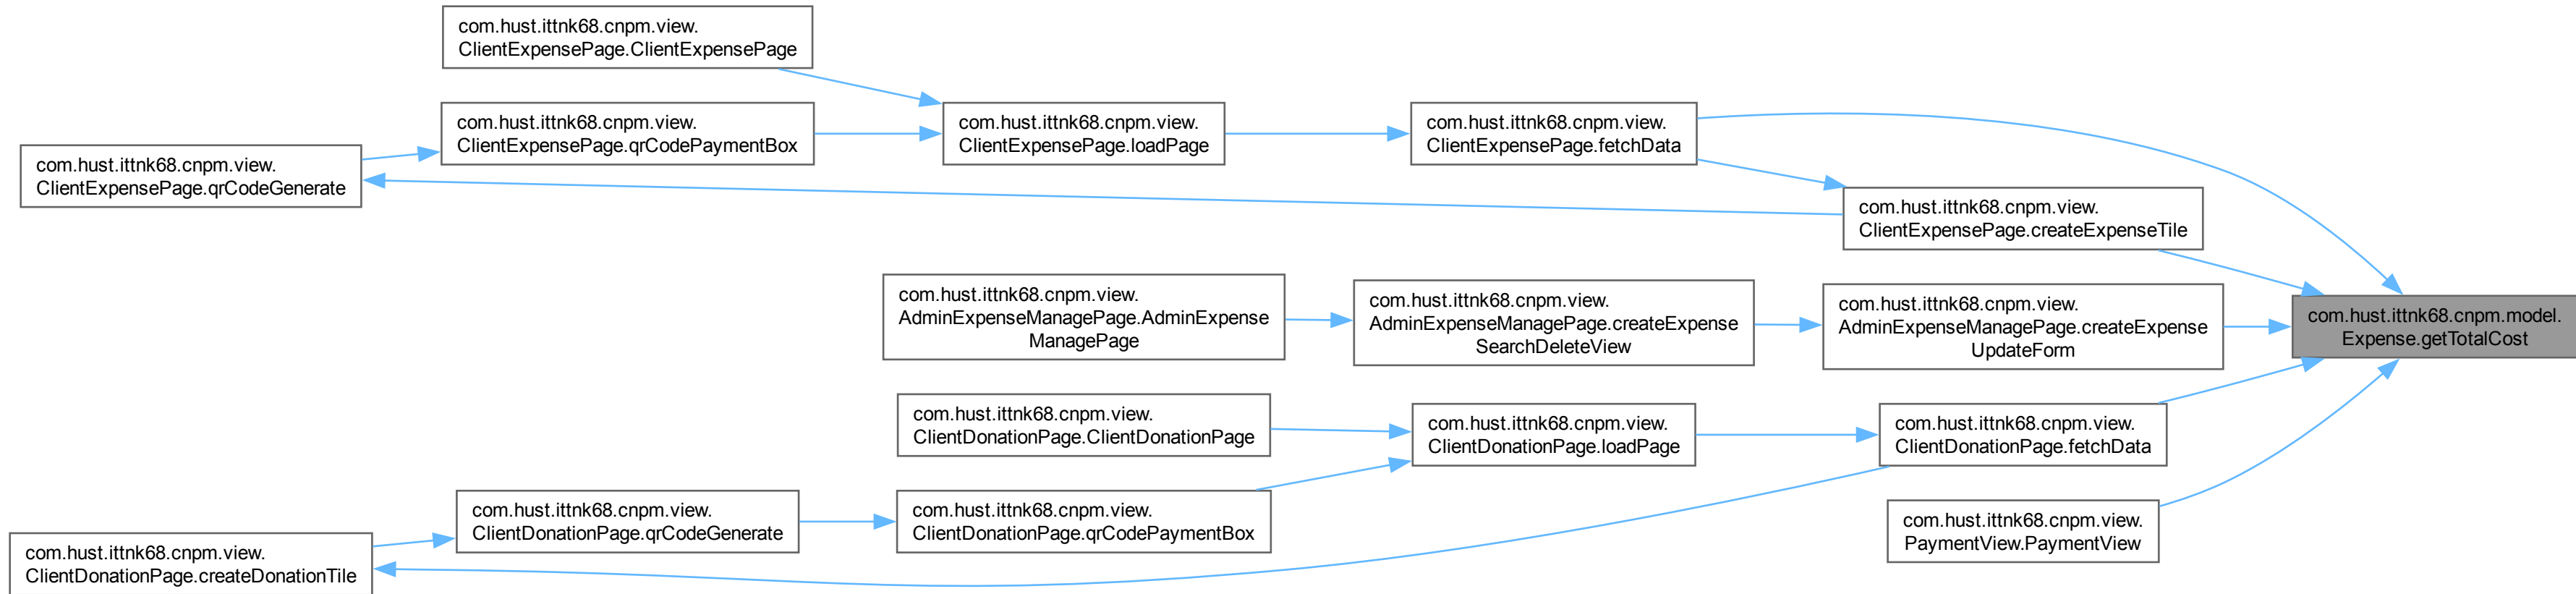 com.hust.ittnk68.cnpm.view.
ClientExpensePage.ClientExpensePage
com.hust.ittnk68.cnpm.view.
ClientExpensePage.qrCodeGenerate
com.hust.ittnk68.cnpm.view.
ClientExpensePage.qrCodePaymentBox
com.hust.ittnk68.cnpm.view.
ClientExpensePage.loadPage
com.hust.ittnk68.cnpm.view.
ClientExpensePage.fetchData
com.hust.ittnk68.cnpm.view.
ClientExpensePage.createExpenseTile
com.hust.ittnk68.cnpm.view.
AdminExpenseManagePage.AdminExpense
ManagePage
com.hust.ittnk68.cnpm.view.
AdminExpenseManagePage.createExpense
SearchDeleteView
com.hust.ittnk68.cnpm.view.
AdminExpenseManagePage.createExpense
UpdateForm
com.hust.ittnk68.cnpm.model.
Expense.getTotalCost
com.hust.ittnk68.cnpm.view.
ClientDonationPage.ClientDonationPage
com.hust.ittnk68.cnpm.view.
ClientDonationPage.loadPage
com.hust.ittnk68.cnpm.view.
ClientDonationPage.fetchData
com.hust.ittnk68.cnpm.view.
ClientDonationPage.createDonationTile
com.hust.ittnk68.cnpm.view.
ClientDonationPage.qrCodeGenerate
com.hust.ittnk68.cnpm.view.
ClientDonationPage.qrCodePaymentBox
com.hust.ittnk68.cnpm.view.
PaymentView.PaymentView